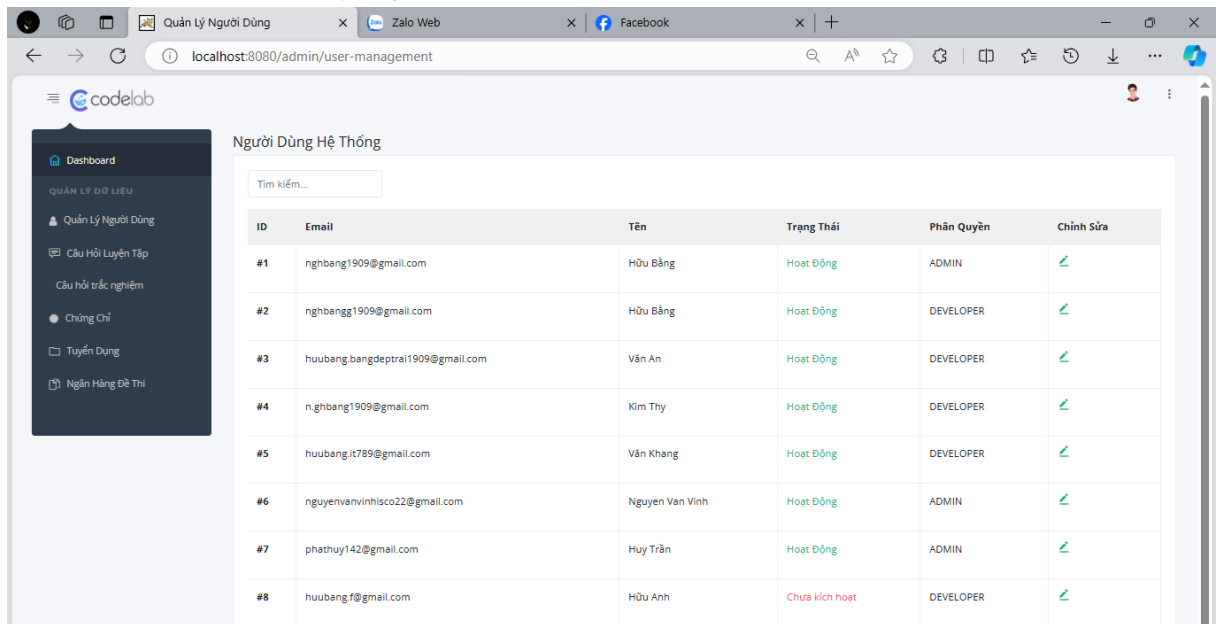 Quản Lý Người Dùng
Zalo Web
Facebook
localhost:8080/admin/user-management
codelab
Dashboard
QUẢN LÝ DỮ LIỆU
Quản Lý Người Dùng
Câu Hỏi Luyện Tập
Câu hỏi trắc nghiệm
Chứng Chỉ
Tuyển Dụng
Ngân Hàng Đề Thi
Người Dùng Hệ Thống
Tìm kiếm...
ID Email Tên Trạng Thái Phân Quyền Chỉnh Sửa
#1 nghbang1909@gmail.com Hữu Bằng Hoạt Động ADMIN
#2 nghbangg1909@gmail.com Hữu Bằng Hoạt Động DEVELOPER
#3 huubang.bangdeptrai1909@gmail.com Văn An Hoạt Động DEVELOPER
#4 n.ghbang1909@gmail.com Kim Thy Hoạt Động DEVELOPER
#5 huubang.it789@gmail.com Văn Khang Hoạt Động DEVELOPER
#6 nguyenvanvinhisco22@gmail.com Nguyen Van Vinh Hoạt Động ADMIN
#7 phathuy142@gmail.com Huy Trần Hoạt Động ADMIN
#8 huubang.f@gmail.com Hữu Anh Chưa kích hoạt DEVELOPER